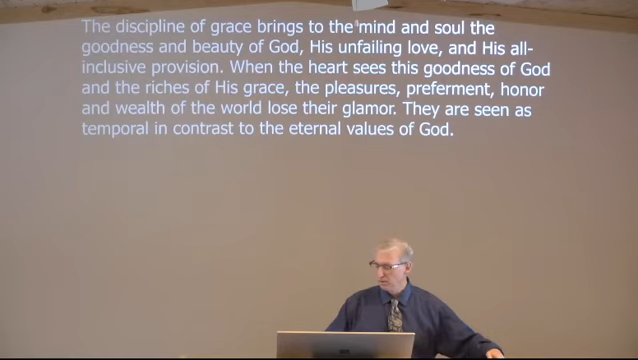 The discipline of grace brings to the mind and soul the
goodness and beauty of God, His unfailing love, and His all-
inclusive provision. When the heart sees this goodness of God
and the riches of His grace, the pleasures, preferment, honor
and wealth of the world lose their glamor. They are seen as
temporal in contrast to the eternal values of God.